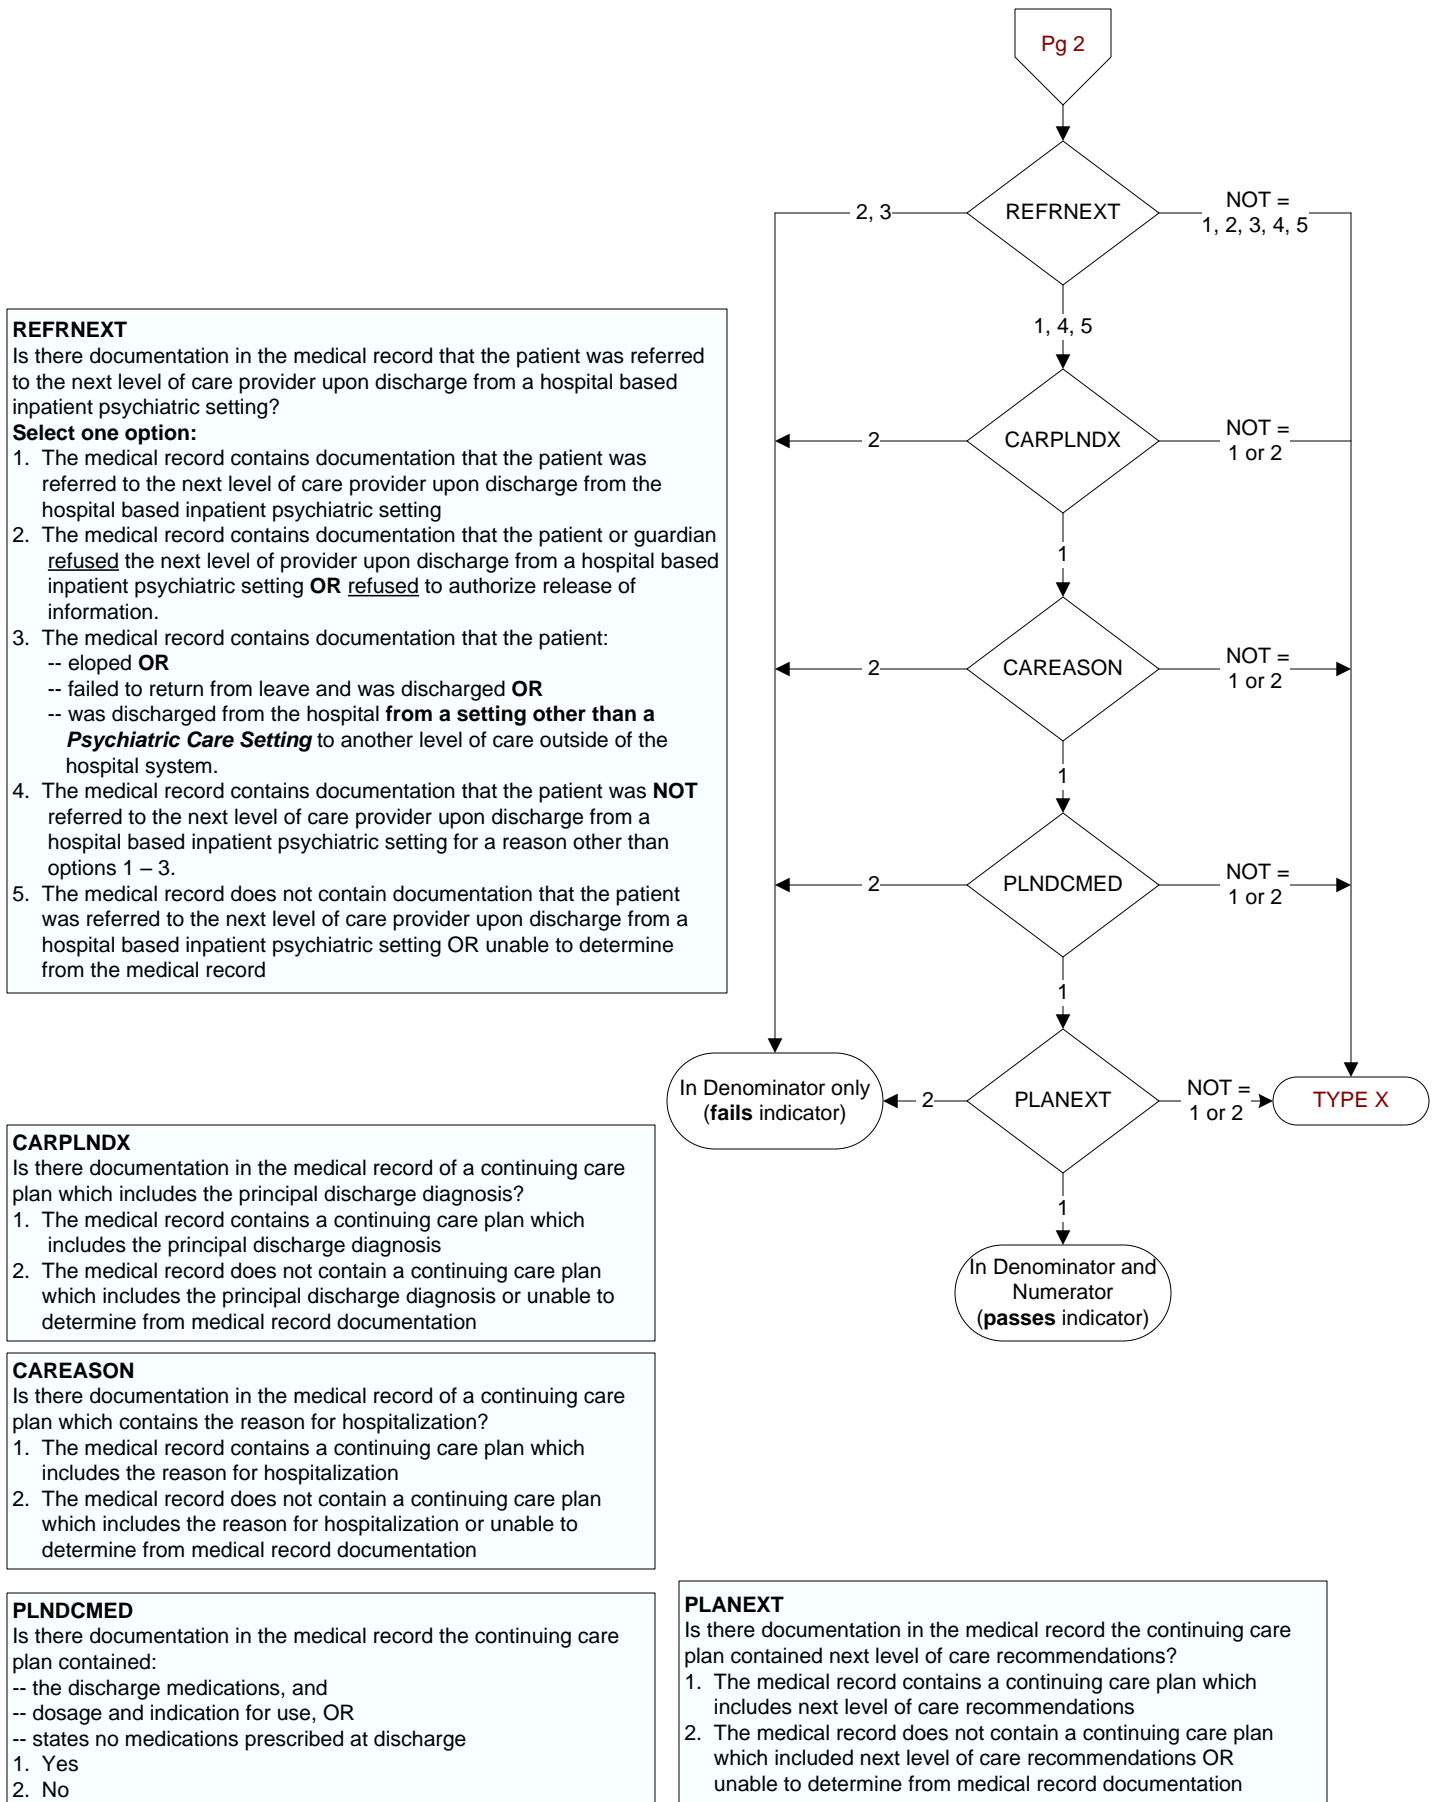 Pg 2
REFRNEXT
2, 3
NOT =
1, 2, 3, 4, 5
1, 4, 5
CARPLNDX
2
NOT =
1 or 2
1
CAREASON
2
NOT =
1 or 2
1
PLNDCMED
2
NOT =
1 or 2
1
PLANEXT
2
NOT =
1 or 2
In Denominator only
(fails indicator)
TYPE X
1
In Denominator and
Numerator
(passes indicator)
REFRNEXT
Is there documentation in the medical record that the patient was referred
to the next level of care provider upon discharge from a hospital based
inpatient psychiatric setting?
Select one option:
1. The medical record contains documentation that the patient was
referred to the next level of care provider upon discharge from the
hospital based inpatient psychiatric setting
2. The medical record contains documentation that the patient or guardian
refused the next level of provider upon discharge from a hospital based
inpatient psychiatric setting OR refused to authorize release of
information.
3. The medical record contains documentation that the patient:
-- eloped OR
-- failed to return from leave and was discharged OR
-- was discharged from the hospital from a setting other than a
Psychiatric Care Setting to another level of care outside of the
hospital system.
4. The medical record contains documentation that the patient was NOT
referred to the next level of care provider upon discharge from a
hospital based inpatient psychiatric setting for a reason other than
options 1 – 3.
5. The medical record does not contain documentation that the patient
was referred to the next level of care provider upon discharge from a
hospital based inpatient psychiatric setting OR unable to determine
from the medical record
CARPLNDX
Is there documentation in the medical record of a continuing care
plan which includes the principal discharge diagnosis?
1. The medical record contains a continuing care plan which
includes the principal discharge diagnosis
2. The medical record does not contain a continuing care plan
which includes the principal discharge diagnosis or unable to
determine from medical record documentation
CAREASON
Is there documentation in the medical record of a continuing care
plan which contains the reason for hospitalization?
1. The medical record contains a continuing care plan which
includes the reason for hospitalization
2. The medical record does not contain a continuing care plan
which includes the reason for hospitalization or unable to
determine from medical record documentation
PLNDCMED
Is there documentation in the medical record the continuing care
plan contained:
-- the discharge medications, and
-- dosage and indication for use, OR
-- states no medications prescribed at discharge
1. Yes
2. No
PLANEXT
Is there documentation in the medical record the continuing care
plan contained next level of care recommendations?
1. The medical record contains a continuing care plan which
includes next level of care recommendations
2. The medical record does not contain a continuing care plan
which included next level of care recommendations OR
unable to determine from medical record documentation